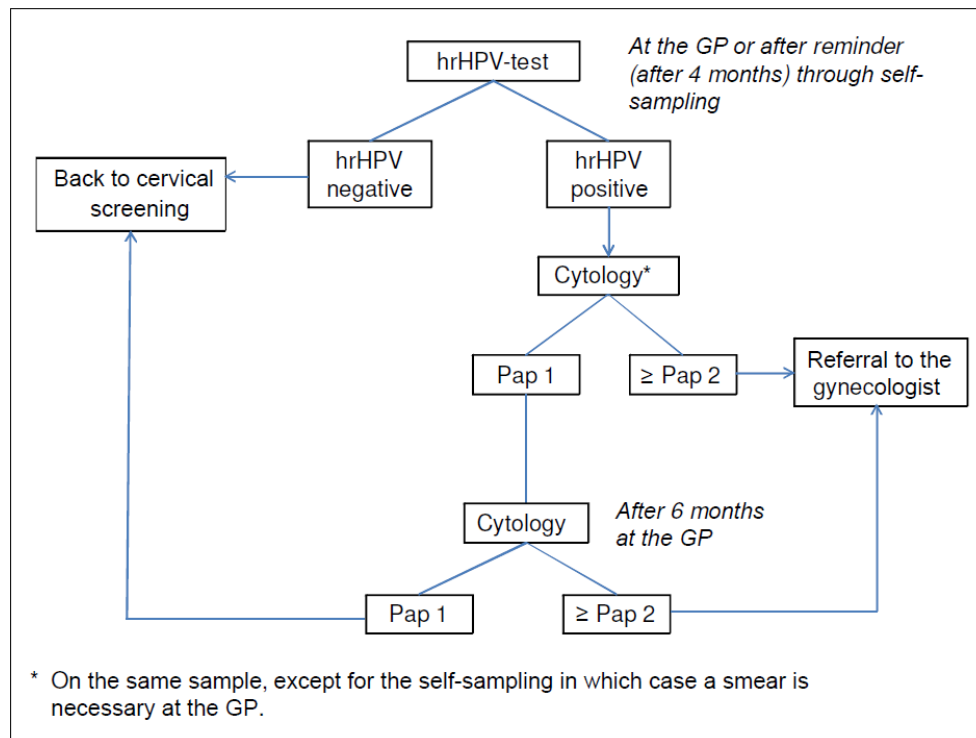 hrHPV-test
At the GP or after reminder
(after 4 months) through self-
sampling
hrHPV
negative
hrHPV
positive
Back to cervical
screening
Cytology*
Pap 1
≥ Pap 2
Referral to the
gynecologist
Cytology
After 6 months
at the GP
Pap 1
≥ Pap 2
* On the same sample, except for the self-sampling in which case a smear is
necessary at the GP.